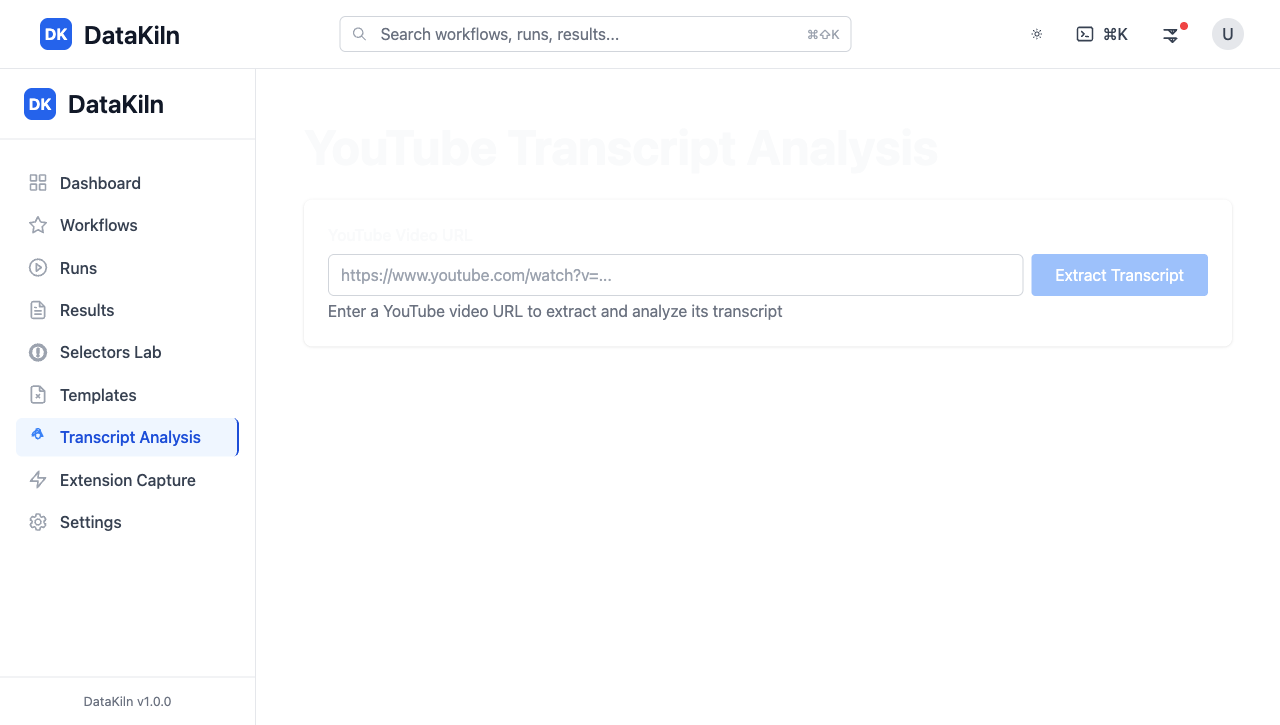 DK DataKiln
Search workflows, runs, results... ⌘⇧K
⌘K
U
DK DataKiln
Dashboard
Workflows
Runs
Results
Selectors Lab
Templates
Transcript Analysis
Extension Capture
Settings
DataKiln v1.0.0
YouTube Transcript Analysis
YouTube Video URL
https://www.youtube.com/watch?v=...
Extract Transcript
Enter a YouTube video URL to extract and analyze its transcript